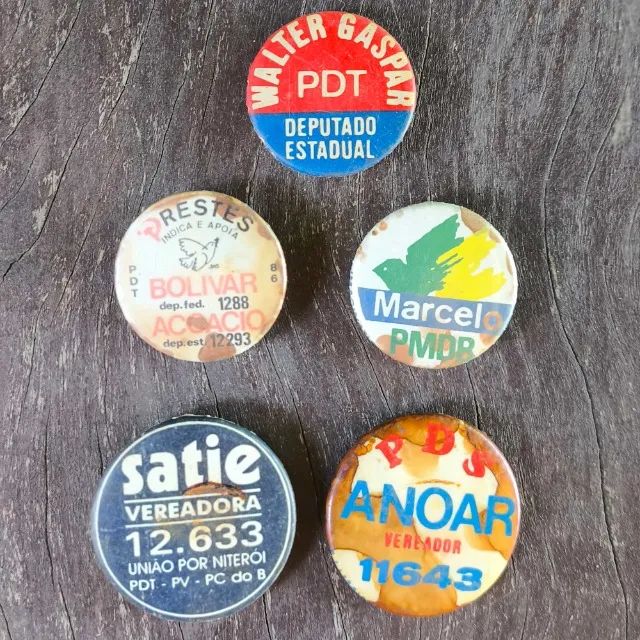 WALTER GASPAR
PDT
DEPUTADO
ESTADUAL
PRESTES
INDICA E APOIA
PDT
86
BOLIVAR
dep.fed. 1288
ACCACIO
dep.est. 12293
Marcelo
PMDB
satie
VEREADORA
12.633
UNIÃO POR NITERÓI
PDT - PV - PC do B
PDS
ANOAR
VEREADOR
11643